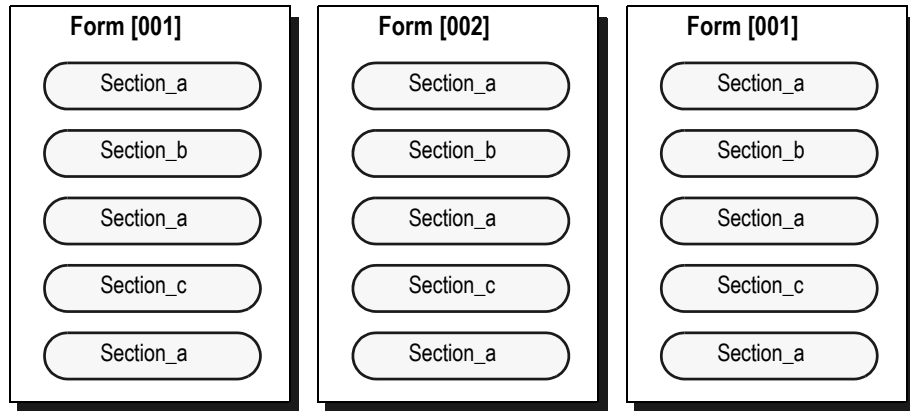 Form [001]
Section_a
Section_b
Section_a
Section_c
Section_a
Form [002]
Section_a
Section_b
Section_a
Section_c
Section_a
Form [001]
Section_a
Section_b
Section_a
Section_c
Section_a